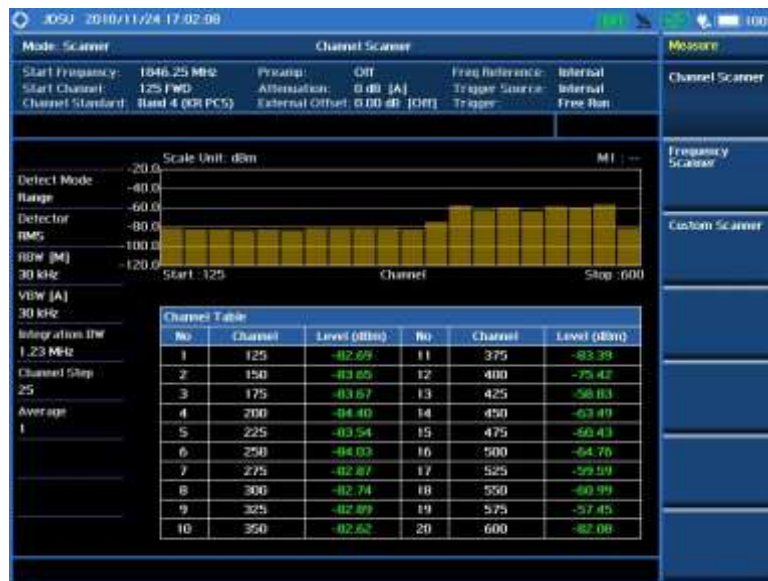 JDSU 2010/11/24 17:02:08
100
Mode: Scanner Channel Scanner
Start Frequency: 1846.25 MHz Preamp: Off Freq Reference: Internal
Start Channel: 125 FWD Attenuation: 0 dB [A] Trigger Source: Internal
Channel Standard: Band 4 (KR PCS) External Offset: 0.00 dB [Off] Trigger: Free Run
Measure
Channel Scanner
Frequency Scanner
Custom Scanner
Detect Mode
Range
Detector
RMS
RBW [M]
30 kHz
VBW [A]
30 kHz
Integration BW
1.23 MHz
Channel Step
25
Average
1
Scale Unit: dBm M1 : --
-20.0
-40.0
-60.0
-80.0
-100.0
-120.0
Start :125 Channel Stop :600
Channel Table
No Channel Level (dBm) No Channel Level (dBm)
1 125 -82.69 11 375 -83.39
2 150 -83.65 12 400 -75.42
3 175 -83.67 13 425 -58.83
4 200 -84.40 14 450 -63.49
5 225 -83.54 15 475 -60.43
6 250 -84.03 16 500 -64.76
7 275 -82.87 17 525 -59.59
8 300 -82.74 18 550 -60.99
9 325 -82.89 19 575 -57.45
10 350 -82.62 20 600 -82.08